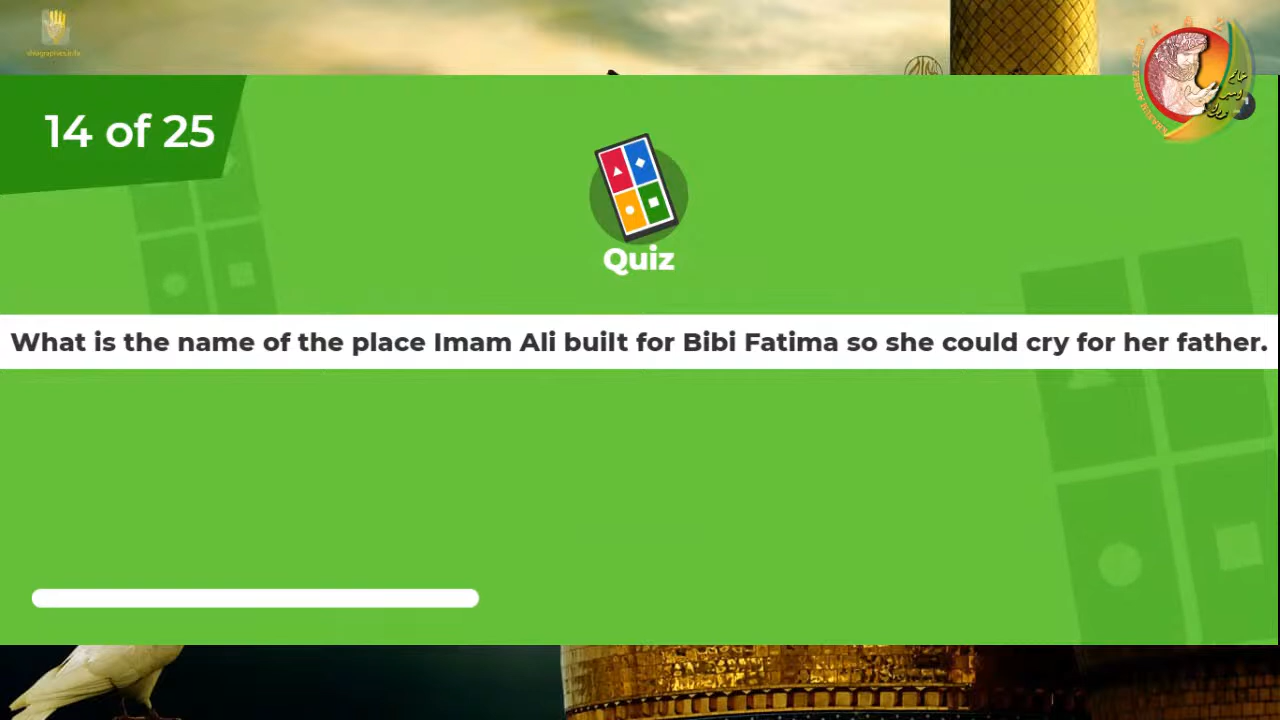 14 of 25
Quiz
What is the name of the place Imam Ali built for Bibi Fatima so she could cry for her father.